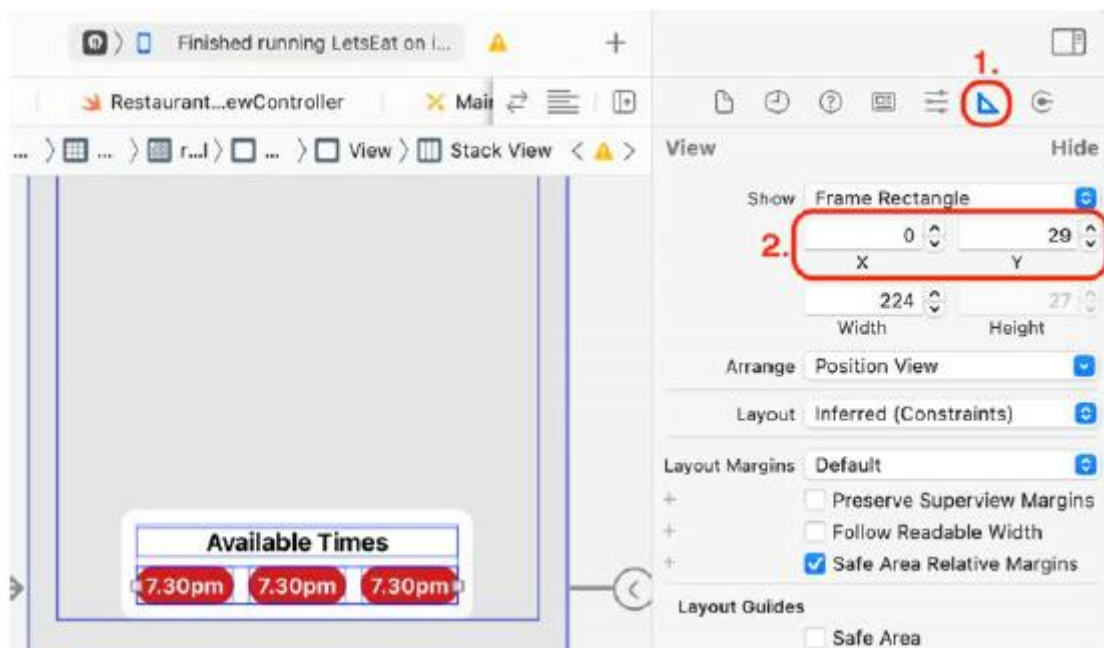 Finished running LetsEat on i...
1.
Restaurant...ewController
Mair
... r...l ... View Stack View
View Hide
Show Frame Rectangle
2.
0 29
X Y
224 27
Width Height
Arrange Position View
Layout Inferred (Constraints)
Layout Margins Default
Preserve Superview Margins
Follow Readable Width
Safe Area Relative Margins
Layout Guides
Safe Area
Available Times
7.30pm 7.30pm 7.30pm